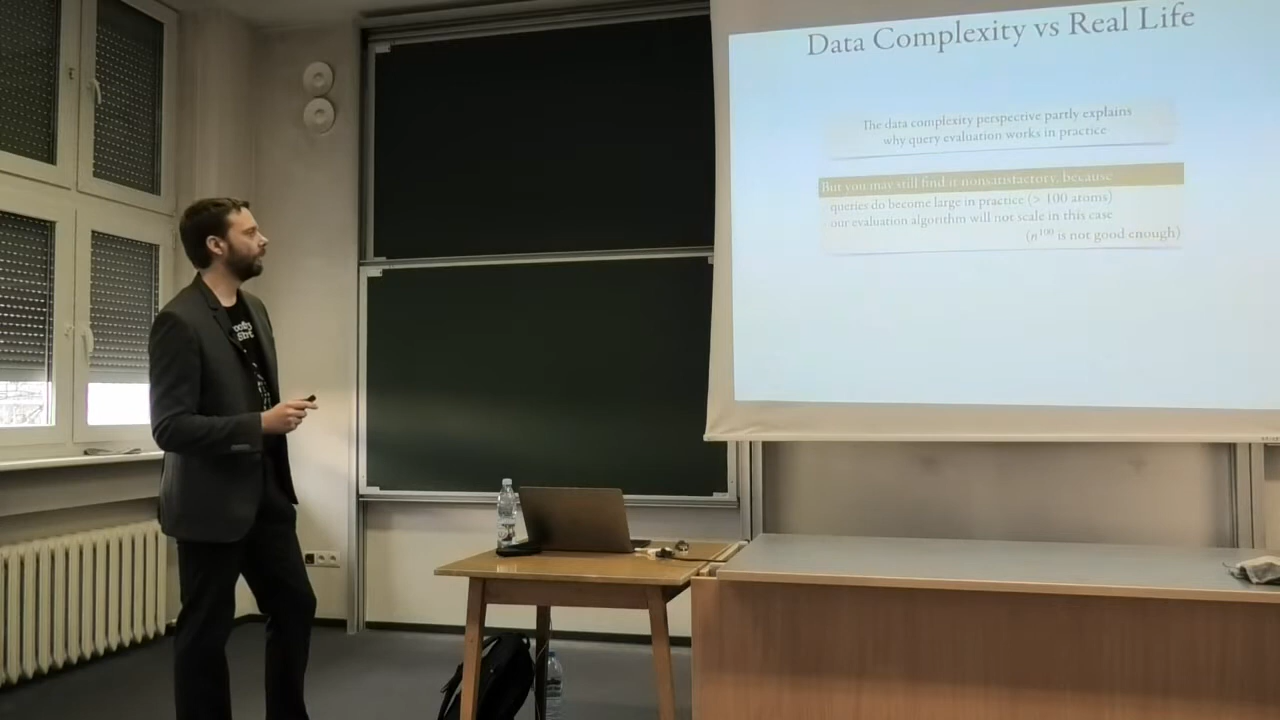 Data Complexity vs Real Life
The data complexity perspective partly explains
why query evaluation works in practice
But you may still find it nonsatisfactory, because
queries do become large in practice (> 100 atoms)
our evaluation algorithm will not scale in this case
(n¹⁰⁰ is not good enough)